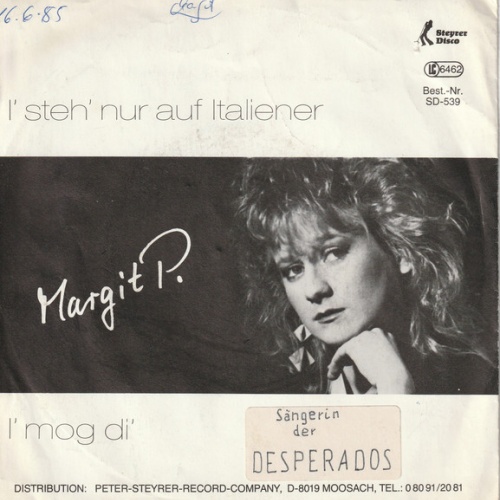 16.6.85
Steyrer
Disco
LC 6462
Best.-Nr.
SD-539
I' steh' nur auf Italiener
Margit P.
I' mog di'
Sängerin
der
DESPERADOS
DISTRIBUTION: PETER-STEYRER-RECORD-COMPANY, D-8019 MOOSACH, TEL.: 0 80 91/20 81